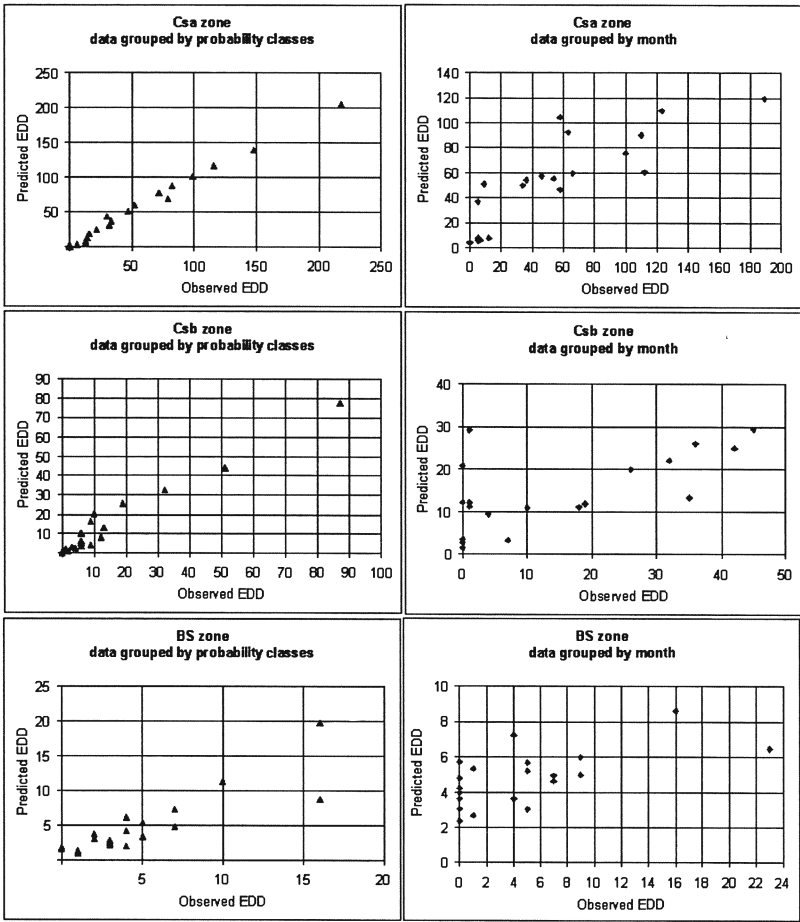 Csa zone
data grouped by probability classes
250
200
150
100
50
Predicted EDD
50 100 150 200 250
Observed EDD
Csa zone
data grouped by month
140
120
100
80
60
40
20
0
Predicted EDD
0 20 40 60 80 100 120 140 160 180 200
Observed EDD
Csb zone
data grouped by probability classes
90
80
70
60
50
40
30
20
10
Predicted EDD
10 20 30 40 50 60 70 80 90 100
Observed EDD
Csb zone
data grouped by month
40
30
20
10
0
Predicted EDD
0 10 20 30 40 50
Observed EDD
BS zone
data grouped by probability classes
25
20
15
10
5
Predicted EDD
5 10 15 20
Observed EDD
BS zone
data grouped by month
10
8
6
4
2
0
Predicted EDD
0 2 4 6 8 10 12 14 16 18 20 22 24
Observed EDD